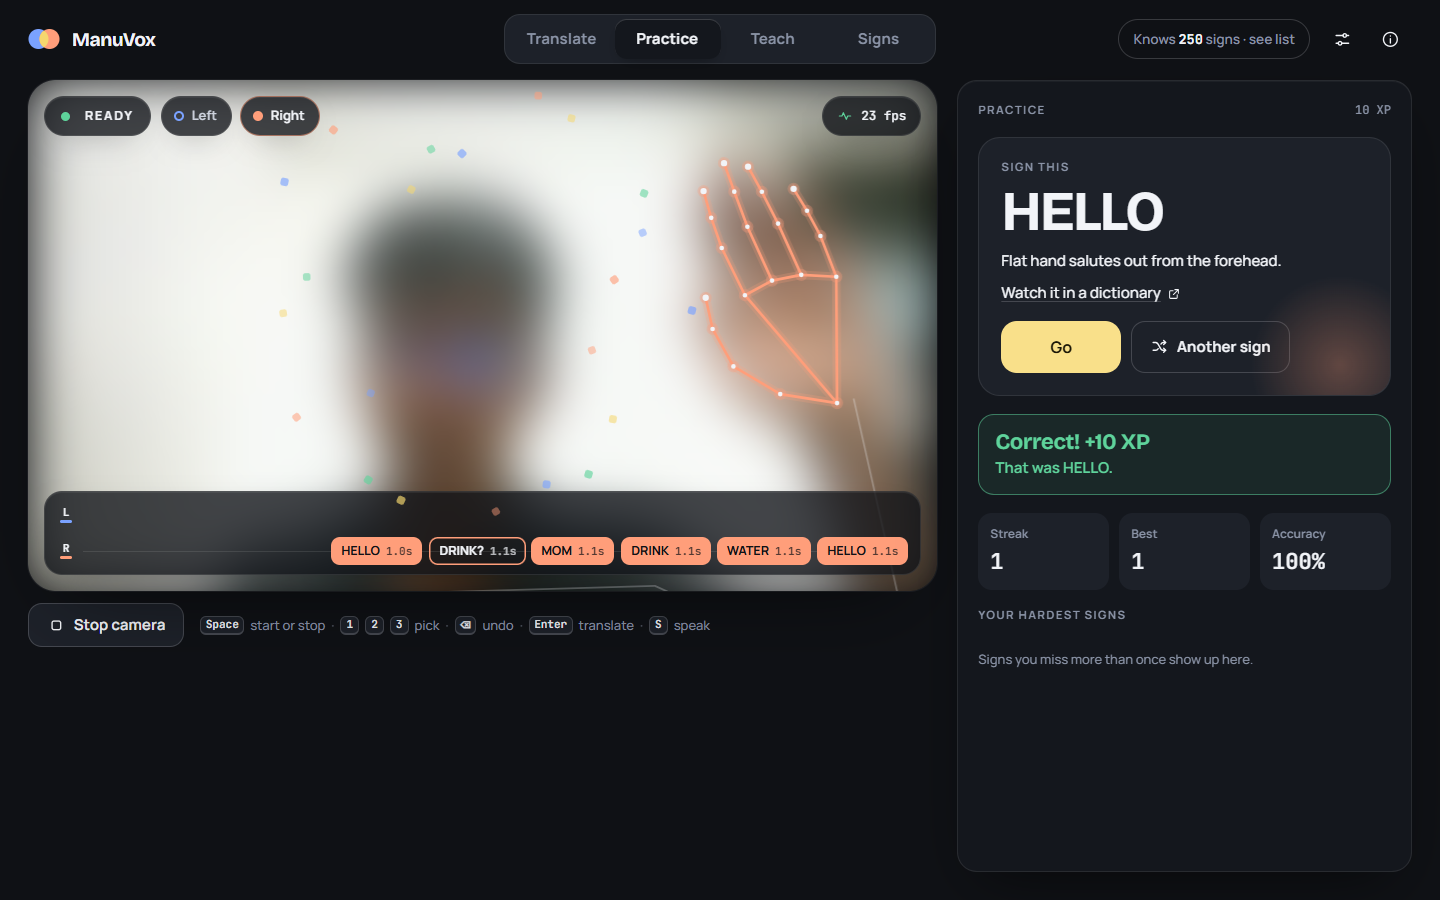 ManuVox
Translate
Practice
Teach
Signs
Knows 250 signs · see list
READY
Left
Right
23 fps
L
R
HELLO 1.0s
DRINK? 1.1s
MOM 1.1s
DRINK 1.1s
WATER 1.1s
HELLO 1.1s
Stop camera
Space start or stop · 1 2 3 pick · ⌫ undo · Enter translate · S speak
PRACTICE
10 XP
SIGN THIS
HELLO
Flat hand salutes out from the forehead.
Watch it in a dictionary
Go
Another sign
Correct! +10 XP
That was HELLO.
Streak
1
Best
1
Accuracy
100%
YOUR HARDEST SIGNS
Signs you miss more than once show up here.